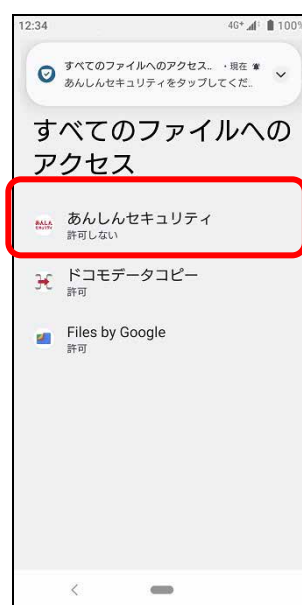 12:34 4G+ 100%
すべてのファイルへのアクセス.. ・現在
あんしんセキュリティをタップしてくだ..
すべてのファイルへの
アクセス
あんしんセキュリティ
許可しない
ドコモデータコピー
許可
Files by Google
許可